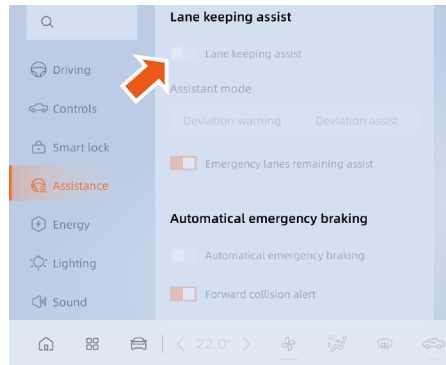 Lane keeping assist
Lane keeping assist
Driving
Assistant mode
Controls
Deviation warning Deviation assist
Smart lock
Emergency lanes remaining assist
Assistance
Automatical emergency braking
Energy
Automatical emergency braking
Lighting
Forward collision alert
Sound
< 22.0° >